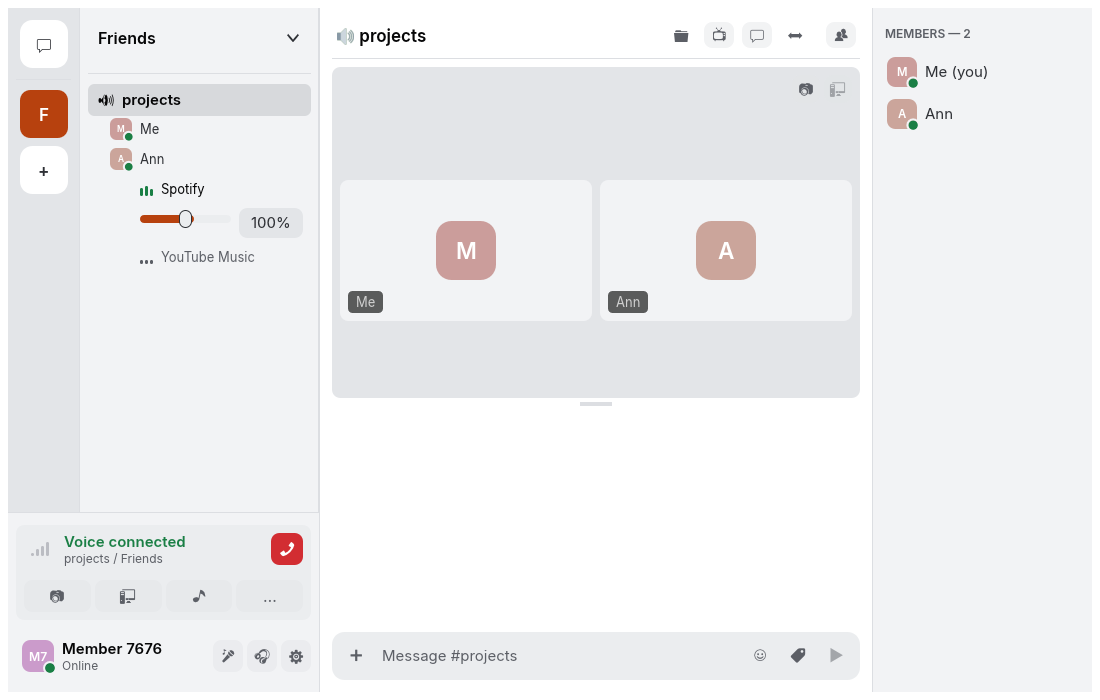 Friends
F
+
projects
M Me
A Ann
Spotify
100%
... YouTube Music
Voice connected
projects / Friends
...
M7 Member 7676
Online
projects
M
Me
A
Ann
+ Message #projects
MEMBERS — 2
M Me (you)
A Ann